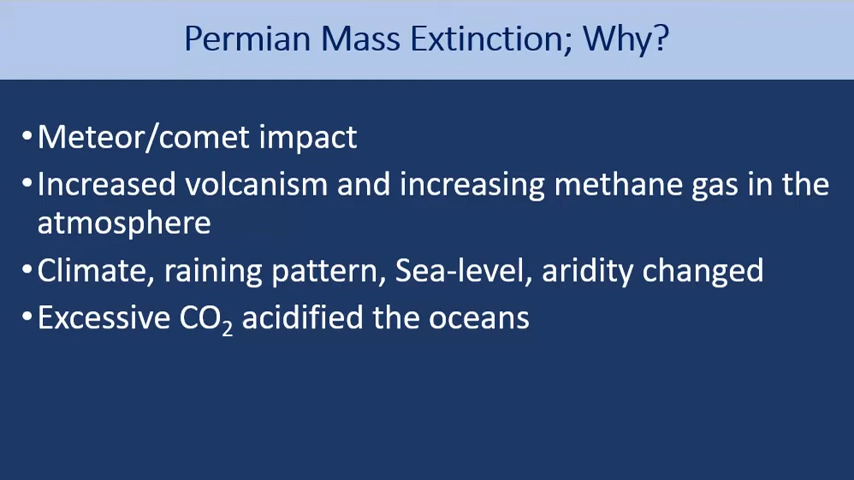 Permian Mass Extinction; Why?
•Meteor/comet impact
•Increased volcanism and increasing methane gas in the
atmosphere
•Climate, raining pattern, Sea-level, aridity changed
•Excessive CO₂ acidified the oceans